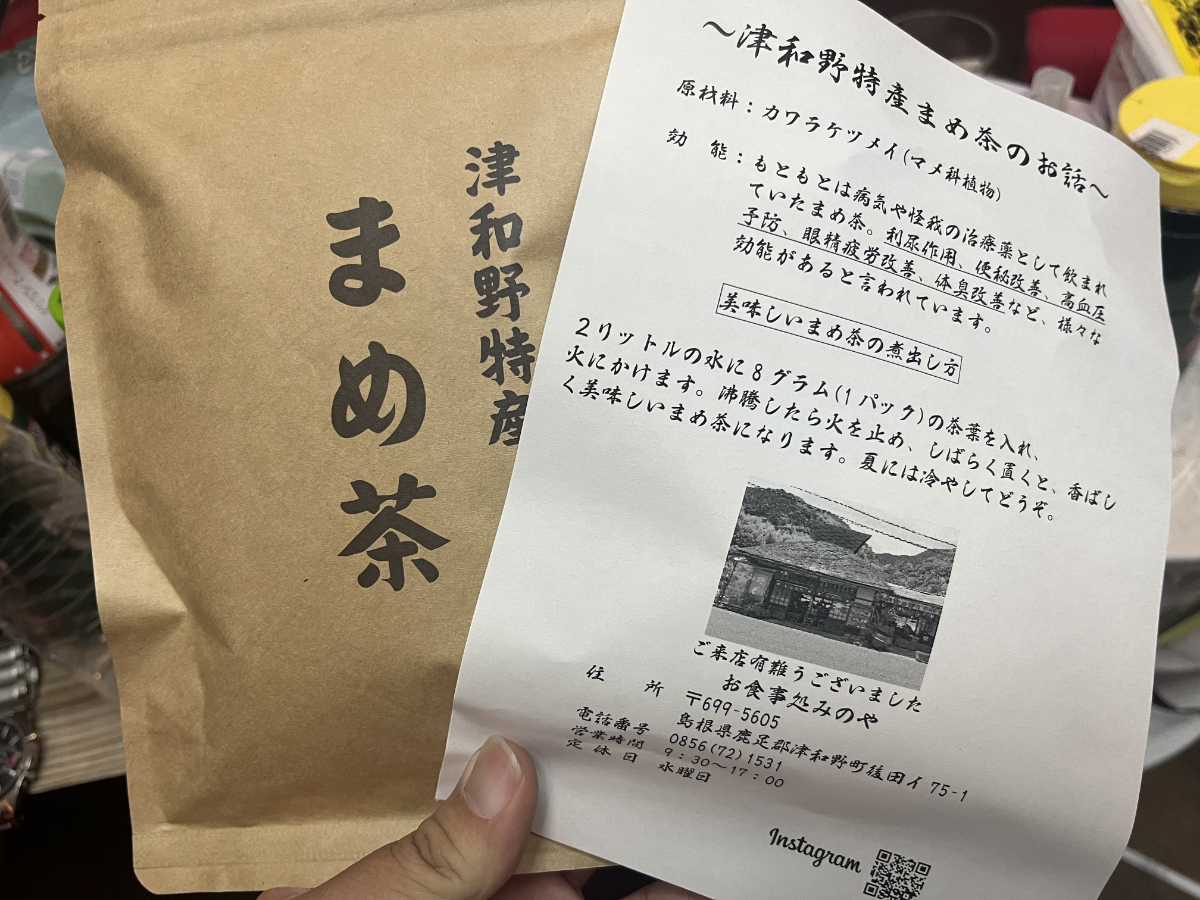 津和野特産
まめ茶
～津和野特産まめ茶のお話～
原材料：カワラケツメイ(マメ科植物)
効　能：もともとは病気や怪我の治療薬として飲まれ
ていたまめ茶。利尿作用、便秘改善、高血圧
予防、眼精疲労改善、体臭改善など、様々な
効能があると言われています。
美味しいまめ茶の煮出し方
2リットルの水に8グラム(1パック)の茶葉を入れ、
火にかけます。沸騰したら火を止め、しばらく置くと、香ばし
く美味しいまめ茶になります。夏には冷やしてどうぞ。
ご来店有難うございました
お食事処みのや
住　所　〒699-5605
島根県鹿足郡津和野町後田イ75-1
電話番号　0856(72)1531
営業時間　9：30～17：00
定休日　水曜日
Instagram